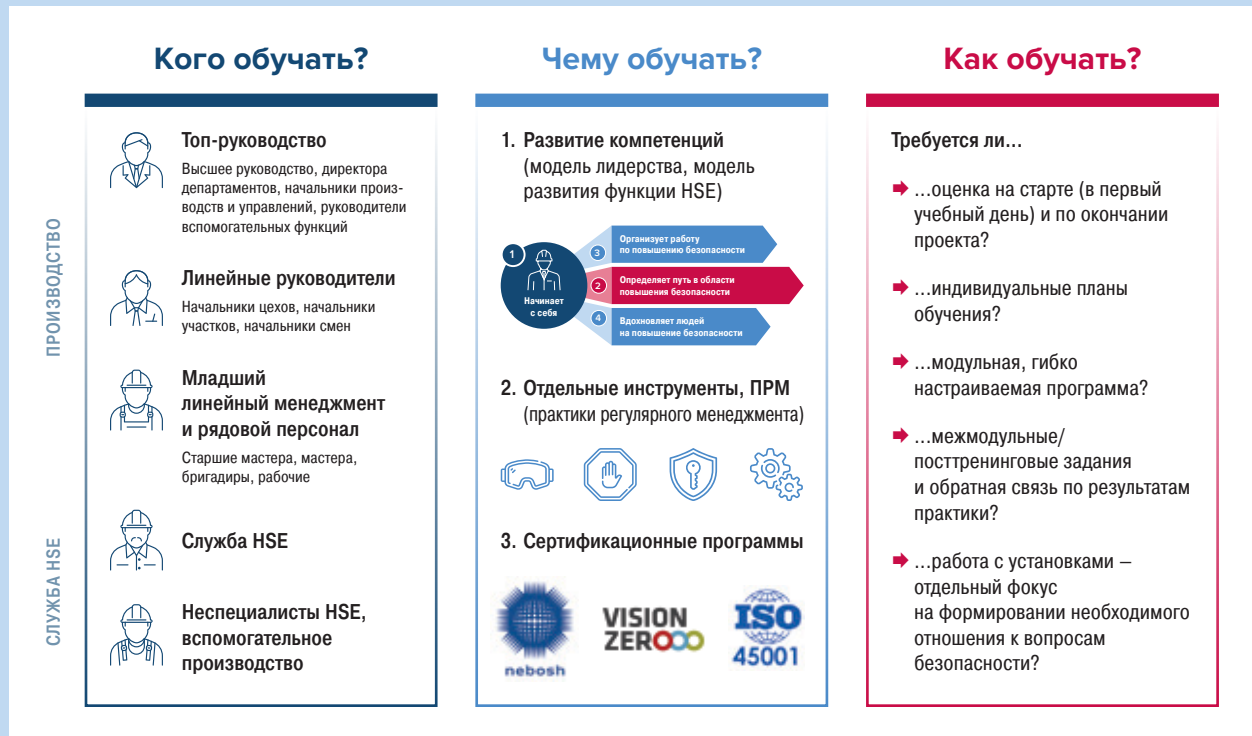 Кого обучать?
ПРОИЗВОДСТВО
СЛУЖБА HSE
Топ-руководство
Высшее руководство, директора
департаментов, начальники произ-
водств и управлений, руководители
вспомогательных функций
Линейные руководители
Начальники цехов, начальники
участков, начальники смен
Младший
линейный менеджмент
и рядовой персонал
Старшие мастера, мастера,
бригадиры, рабочие
Служба HSE
Неспециалисты HSE,
вспомогательное
производство
Чему обучать?
1. Развитие компетенций
(модель лидерства, модель
развития функции HSE)
1
Начинает
с себя
3
Организует работу
по повышению безопасности
2
Определяет путь в области
повышения безопасности
4
Вдохновляет людей
на повышение безопасности
2. Отдельные инструменты, ПРМ
(практики регулярного менеджмента)
3. Сертификационные программы
nebosh
VISION
ZEROOO
ISO
45001
Как обучать?
Требуется ли...
...оценка на старте (в первый
учебный день) и по окончании
проекта?
...индивидуальные планы
обучения?
...модульная, гибко
настраиваемая программа?
...межмодульные/
посттренинговые задания
и обратная связь по результатам
практики?
...работа с установками –
отдельный фокус
на формировании необходимого
отношения к вопросам
безопасности?